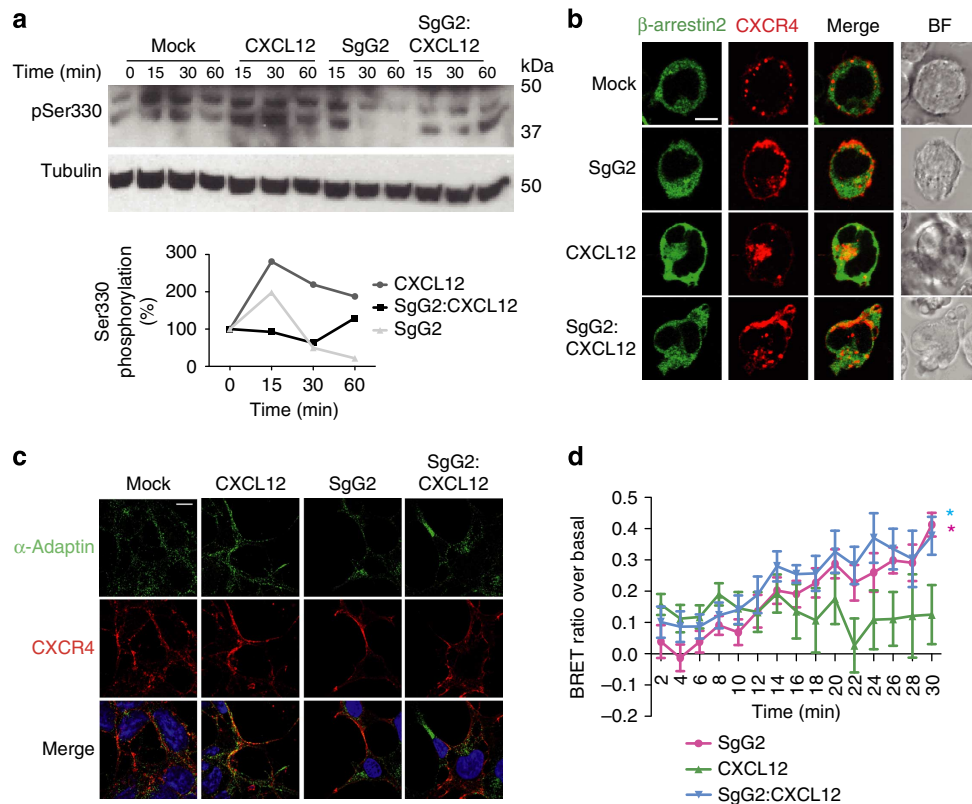 a
Mock CXCL12 SgG2 SgG2:
CXCL12
Time (min) 0 15 30 60 15 30 60 15 30 60 15 30 60 kDa
50
pSer330
37
Tubulin
50
Ser330
phosphorylation
(%)
300
200
100
0
0 15 30 60
Time (min)
CXCL12
SgG2:CXCL12
SgG2
b
β-arrestin2 CXCR4 Merge BF
Mock
SgG2
CXCL12
SgG2:
CXCL12
c
Mock CXCL12 SgG2 SgG2:
CXCL12
α-Adaptin
CXCR4
Merge
d
BRET ratio over basal
0.5
0.4
0.3
0.2
0.1
0.0
–0.1
–0.2
2 4 6 8 10 12 14 16 18 20 22 24 26 28 30
Time (min)
*
*
SgG2
CXCL12
SgG2:CXCL12